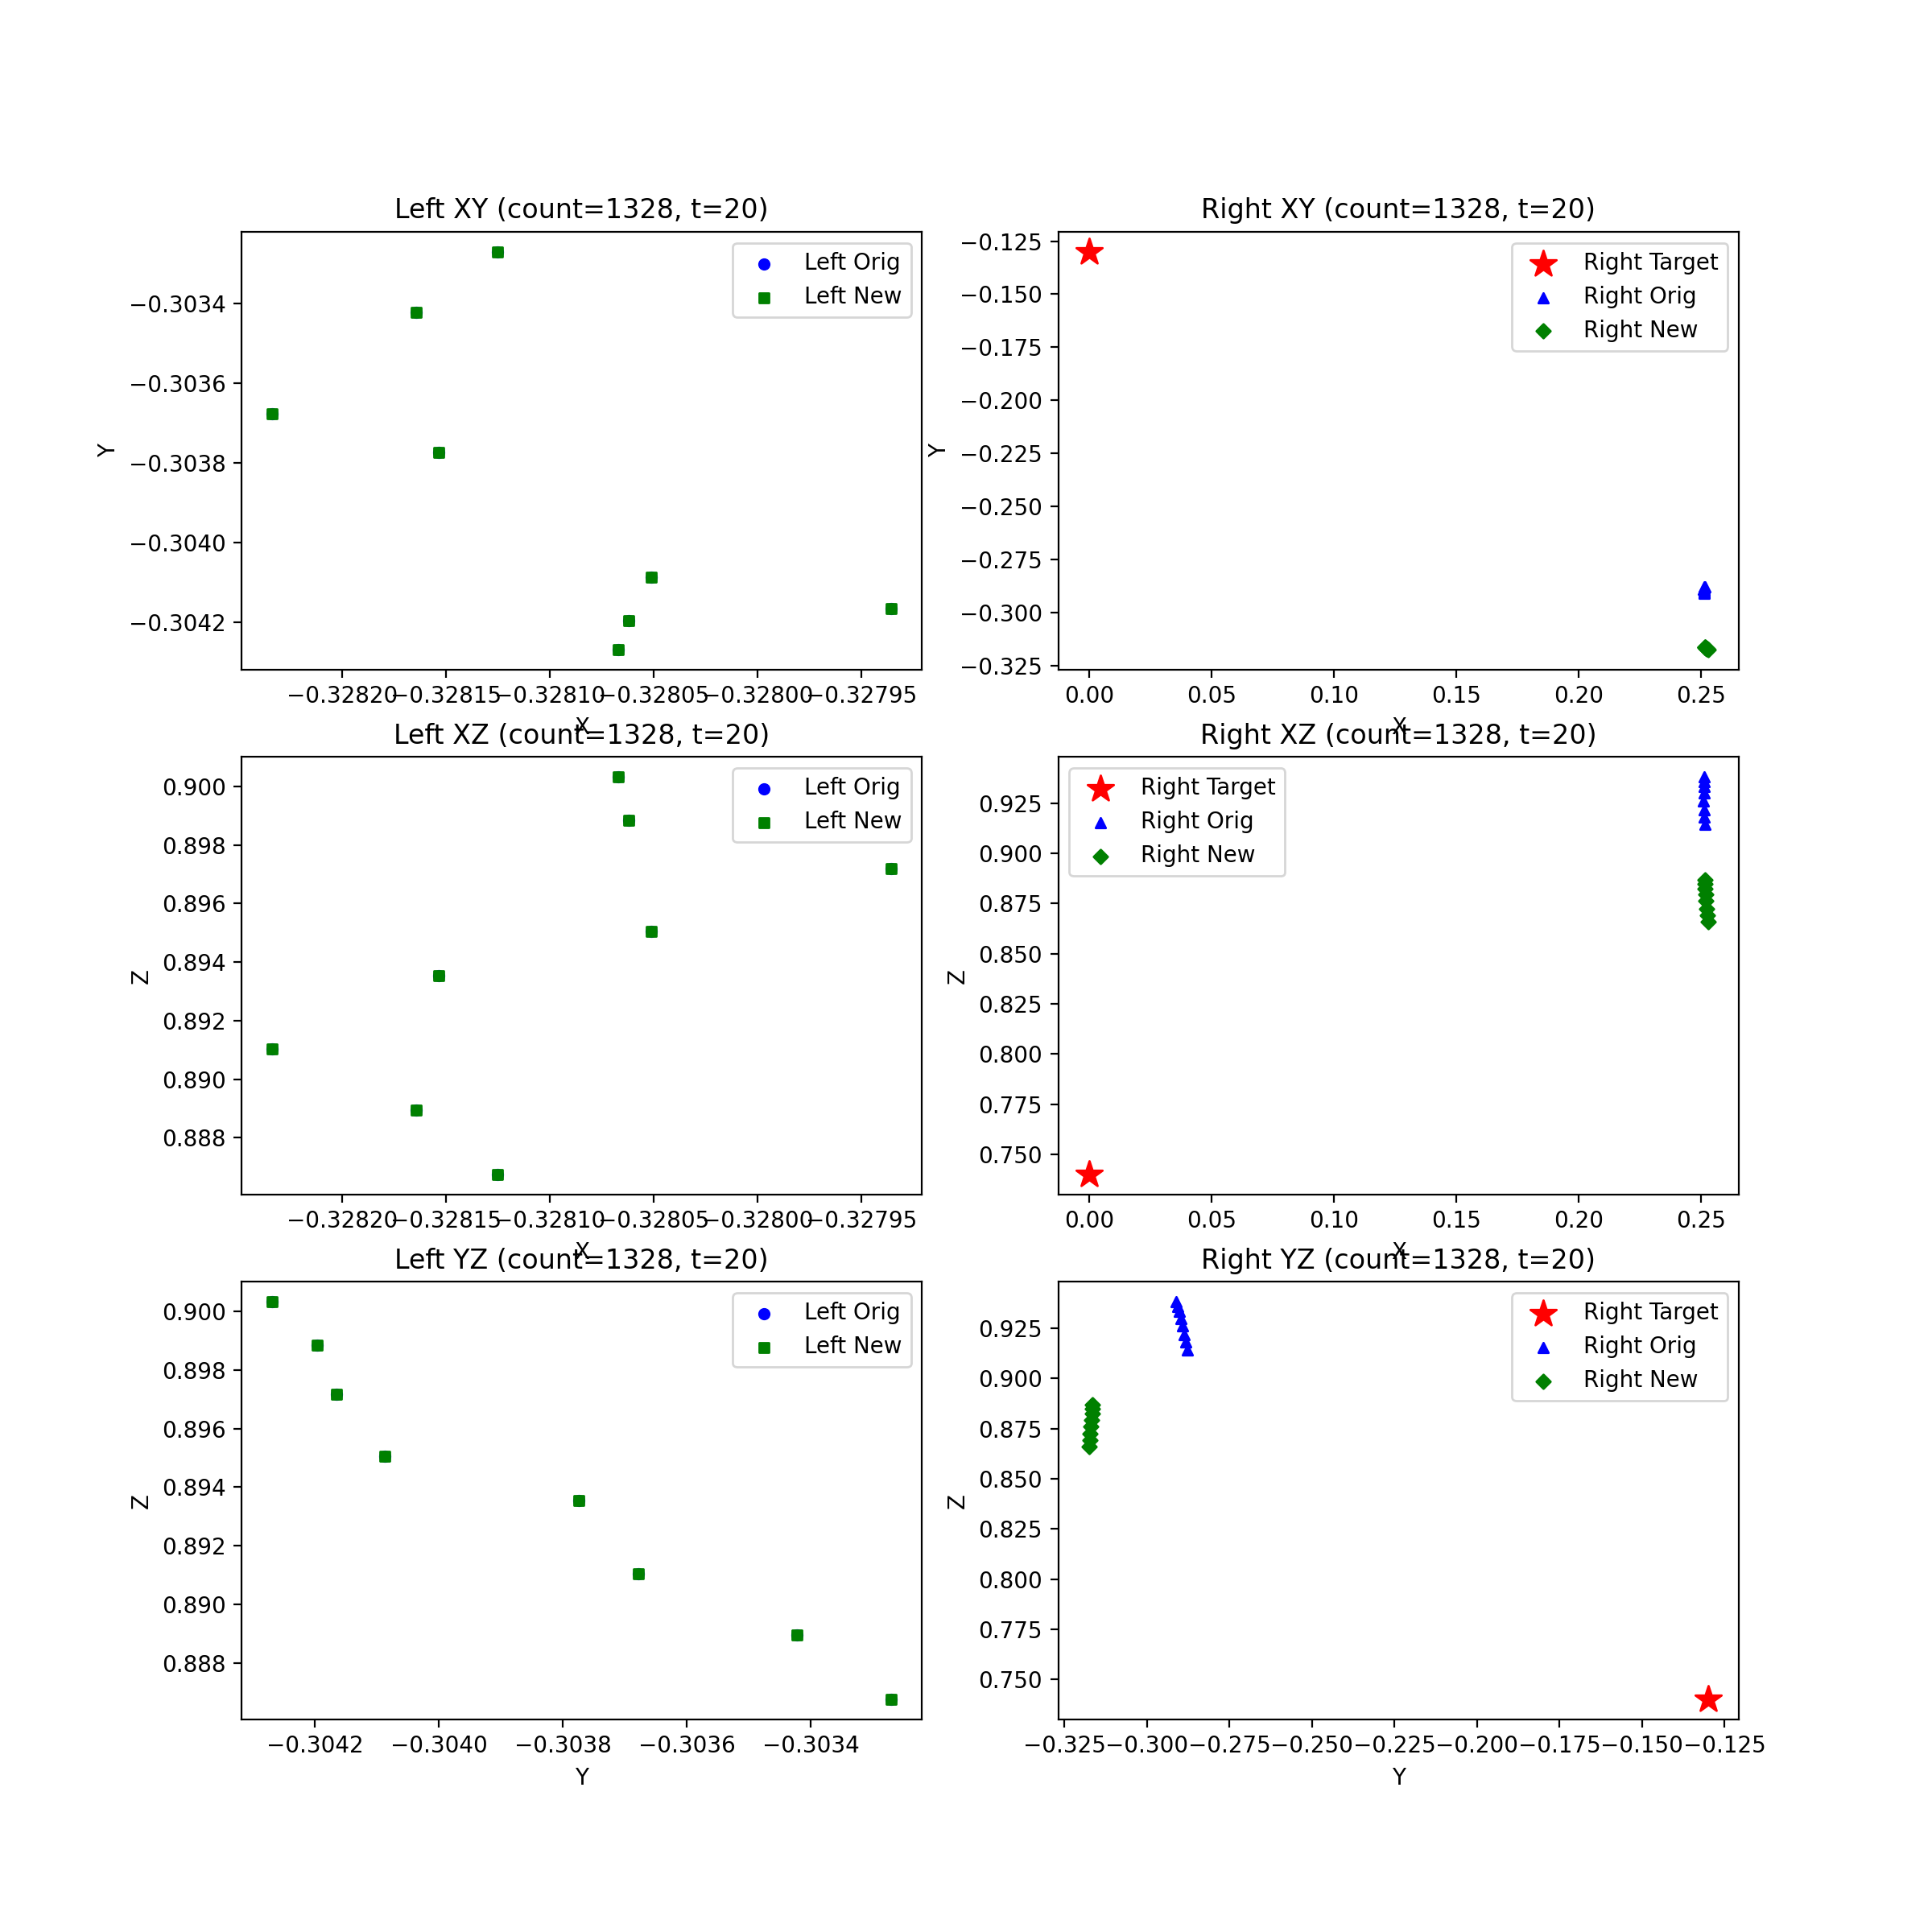 Left XY (count=1328, t=20)
Left Orig
Left New
Y
−0.3034
−0.3036
−0.3038
−0.3040
−0.3042
−0.32820
−0.32815
−0.32810
−0.32805
−0.32800
−0.32795
X
Right XY (count=1328, t=20)
Right Target
Right Orig
Right New
Y
−0.125
−0.150
−0.175
−0.200
−0.225
−0.250
−0.275
−0.300
−0.325
0.00
0.05
0.10
0.15
0.20
0.25
X
Left XZ (count=1328, t=20)
Left Orig
Left New
Z
0.900
0.898
0.896
0.894
0.892
0.890
0.888
−0.32820
−0.32815
−0.32810
−0.32805
−0.32800
−0.32795
X
Right XZ (count=1328, t=20)
Right Target
Right Orig
Right New
Z
0.925
0.900
0.875
0.850
0.825
0.800
0.775
0.750
0.00
0.05
0.10
0.15
0.20
0.25
X
Left YZ (count=1328, t=20)
Left Orig
Left New
Z
0.900
0.898
0.896
0.894
0.892
0.890
0.888
−0.3042
−0.3040
−0.3038
−0.3036
−0.3034
Y
Right YZ (count=1328, t=20)
Right Target
Right Orig
Right New
Z
0.925
0.900
0.875
0.850
0.825
0.800
0.775
0.750
−0.325
−0.300
−0.275
−0.250
−0.225
−0.200
−0.175
−0.150
−0.125
Y